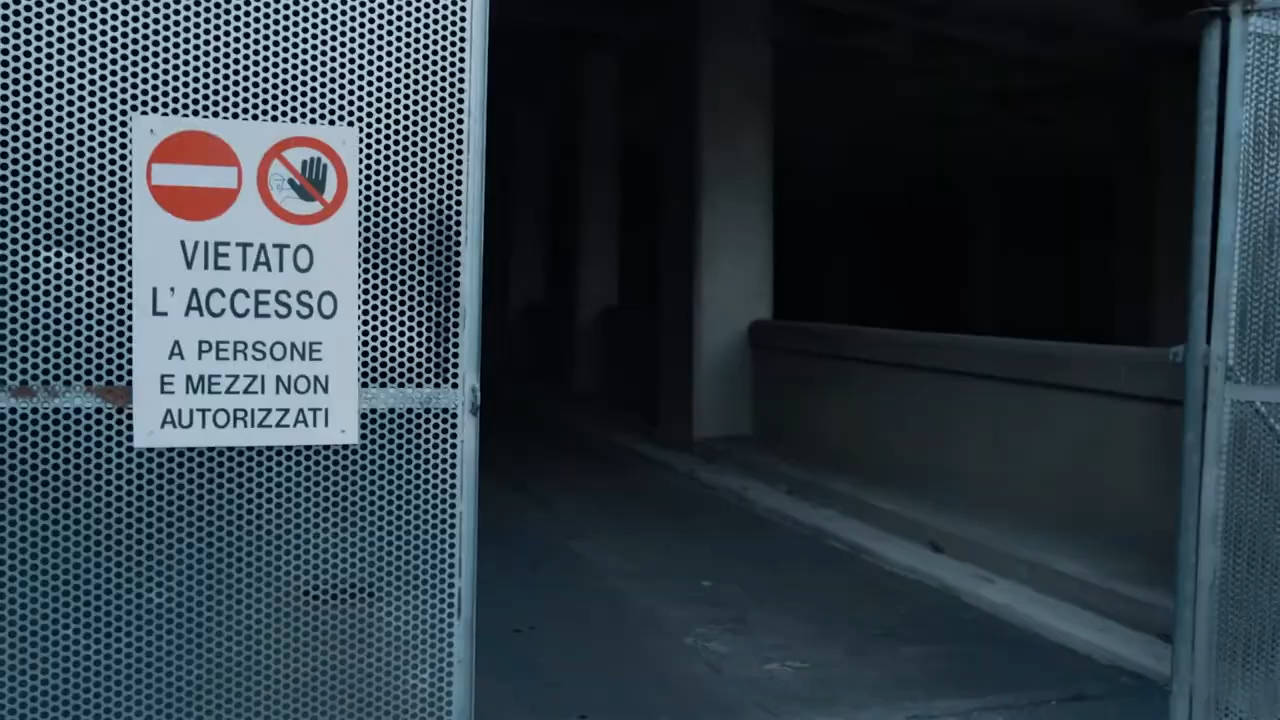 VIETATO
L'ACCESSO
A PERSONE
E MEZZI NON
AUTORIZZATI